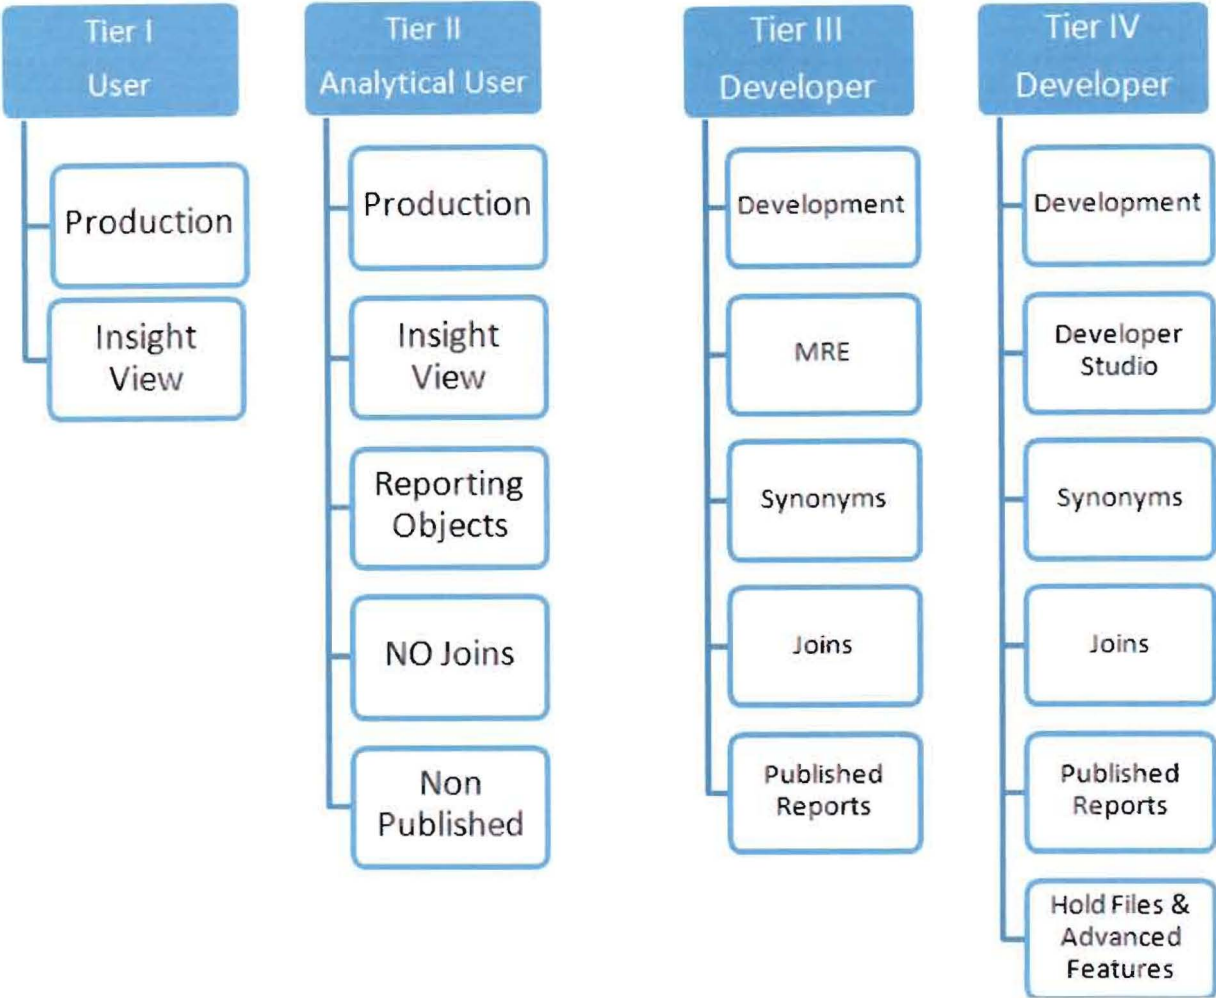 Tier I
User
Production
Insight
View
Tier II
Analytical User
Production
Insight
View
Reporting
Objects
NO Joins
Non
Published
Tier III
Developer
Development
MRE
Synonyms
Joins
Published
Reports
Tier IV
Developer
Development
Developer
Studio
Synonyms
Joins
Published
Reports
Hold Files &
Advanced
Features